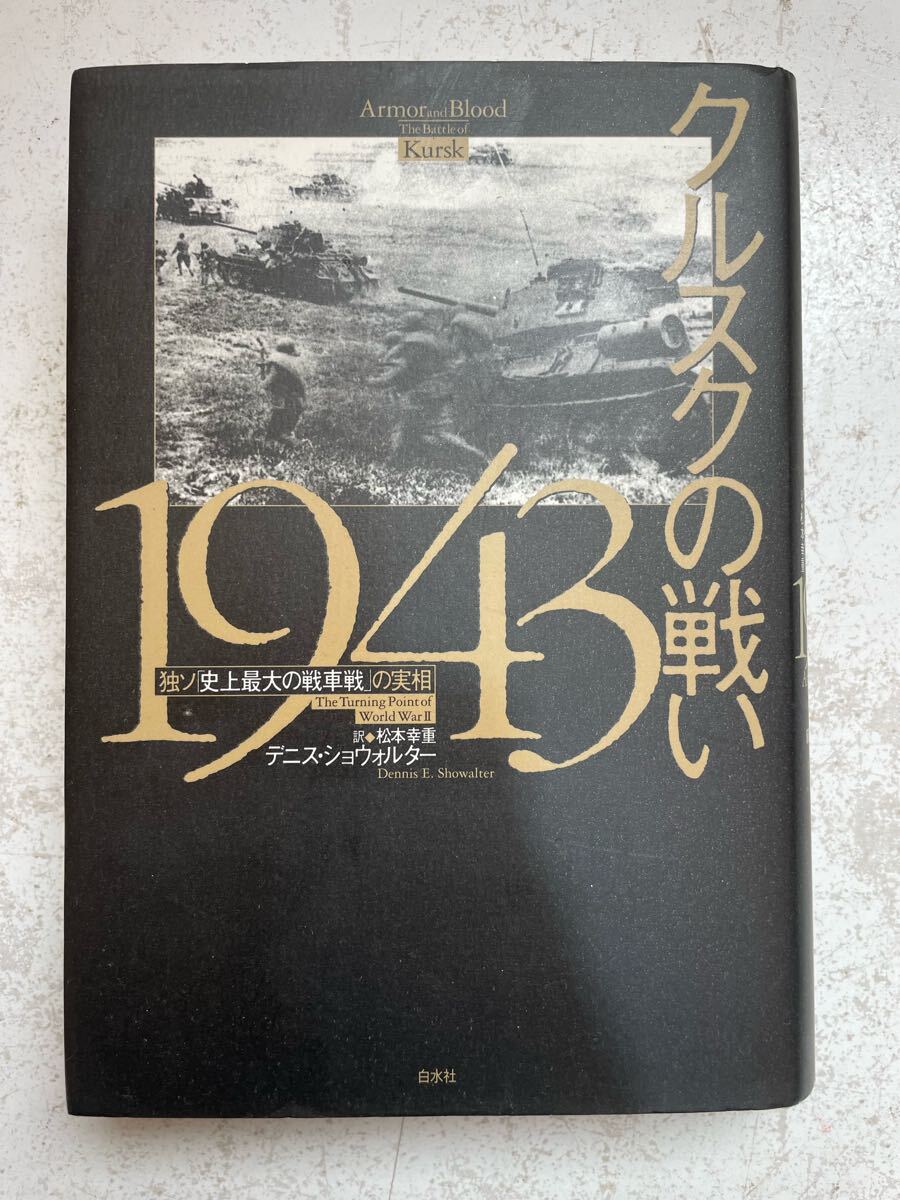 Armor and Blood
The Battle of
Kursk
クルスクの戦い
1943
独ソ「史上最大の戦車戦」の実相
The Turning Point of
World War II
訳◆松本幸重
デニス・ショウォルター
Dennis E. Showalter
白水社